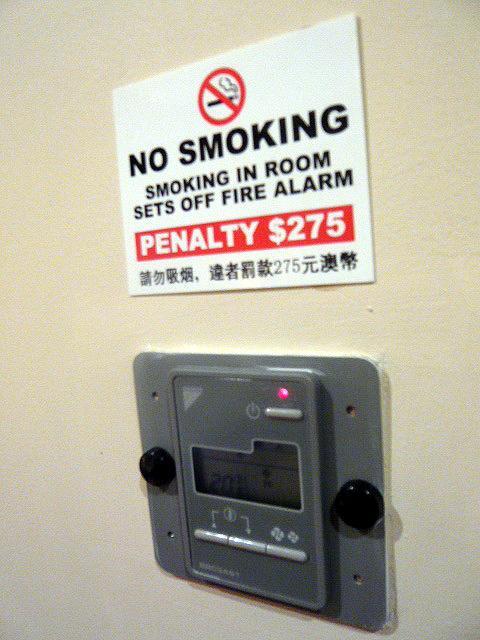 NO SMOKING
SMOKING IN ROOM
SETS OFF FIRE ALARM
PENALTY $275
請勿吸烟, 違者罰款275元澳幣